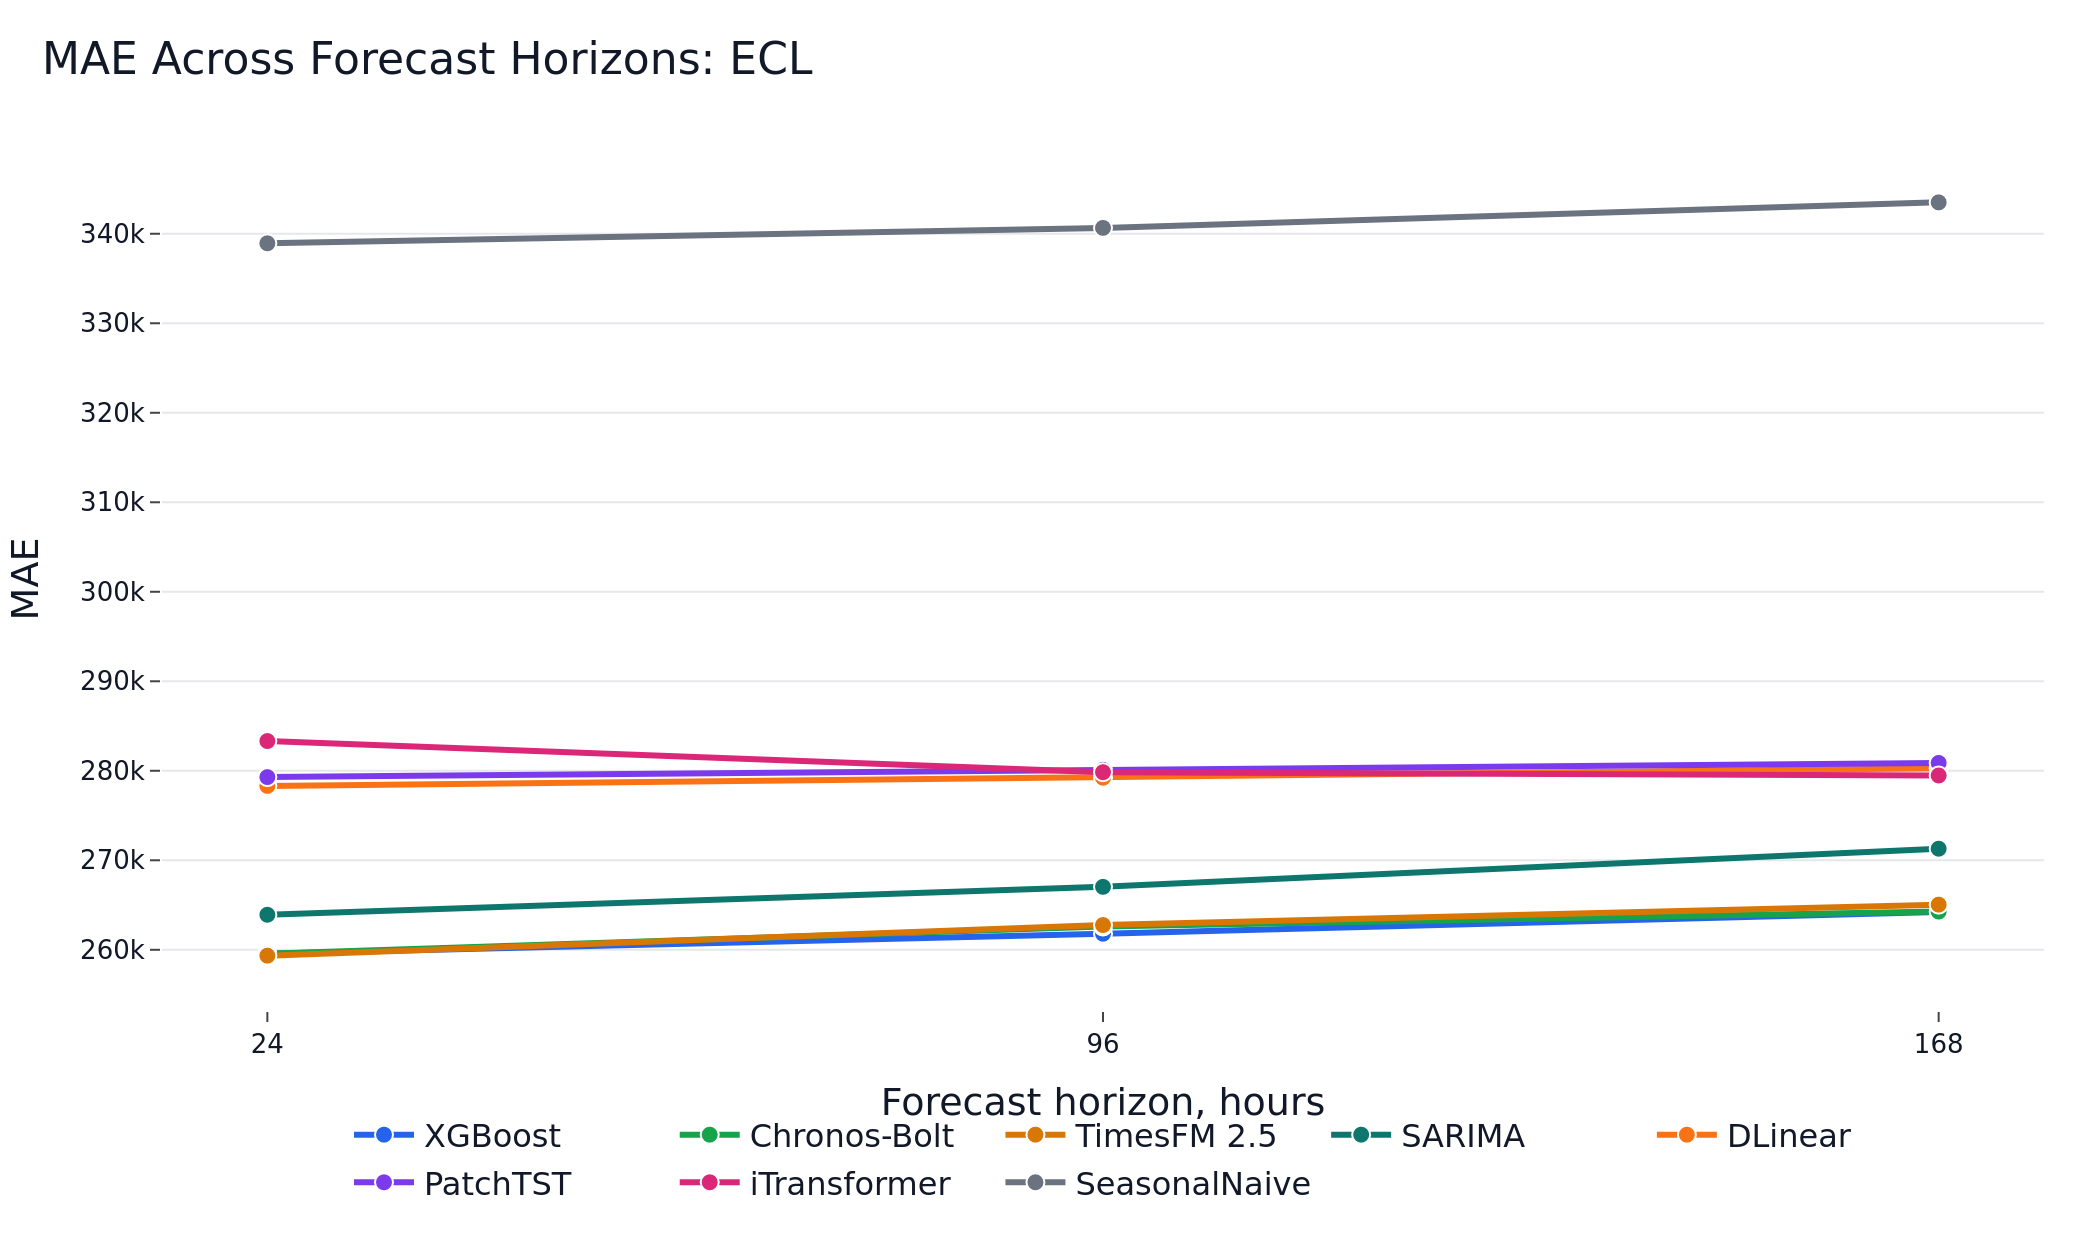 MAE Across Forecast Horizons: ECL
340k
330k
320k
310k
300k
290k
280k
270k
260k
MAE
24 96 168
Forecast horizon, hours
XGBoost Chronos-Bolt TimesFM 2.5 SARIMA DLinear
PatchTST iTransformer SeasonalNaive